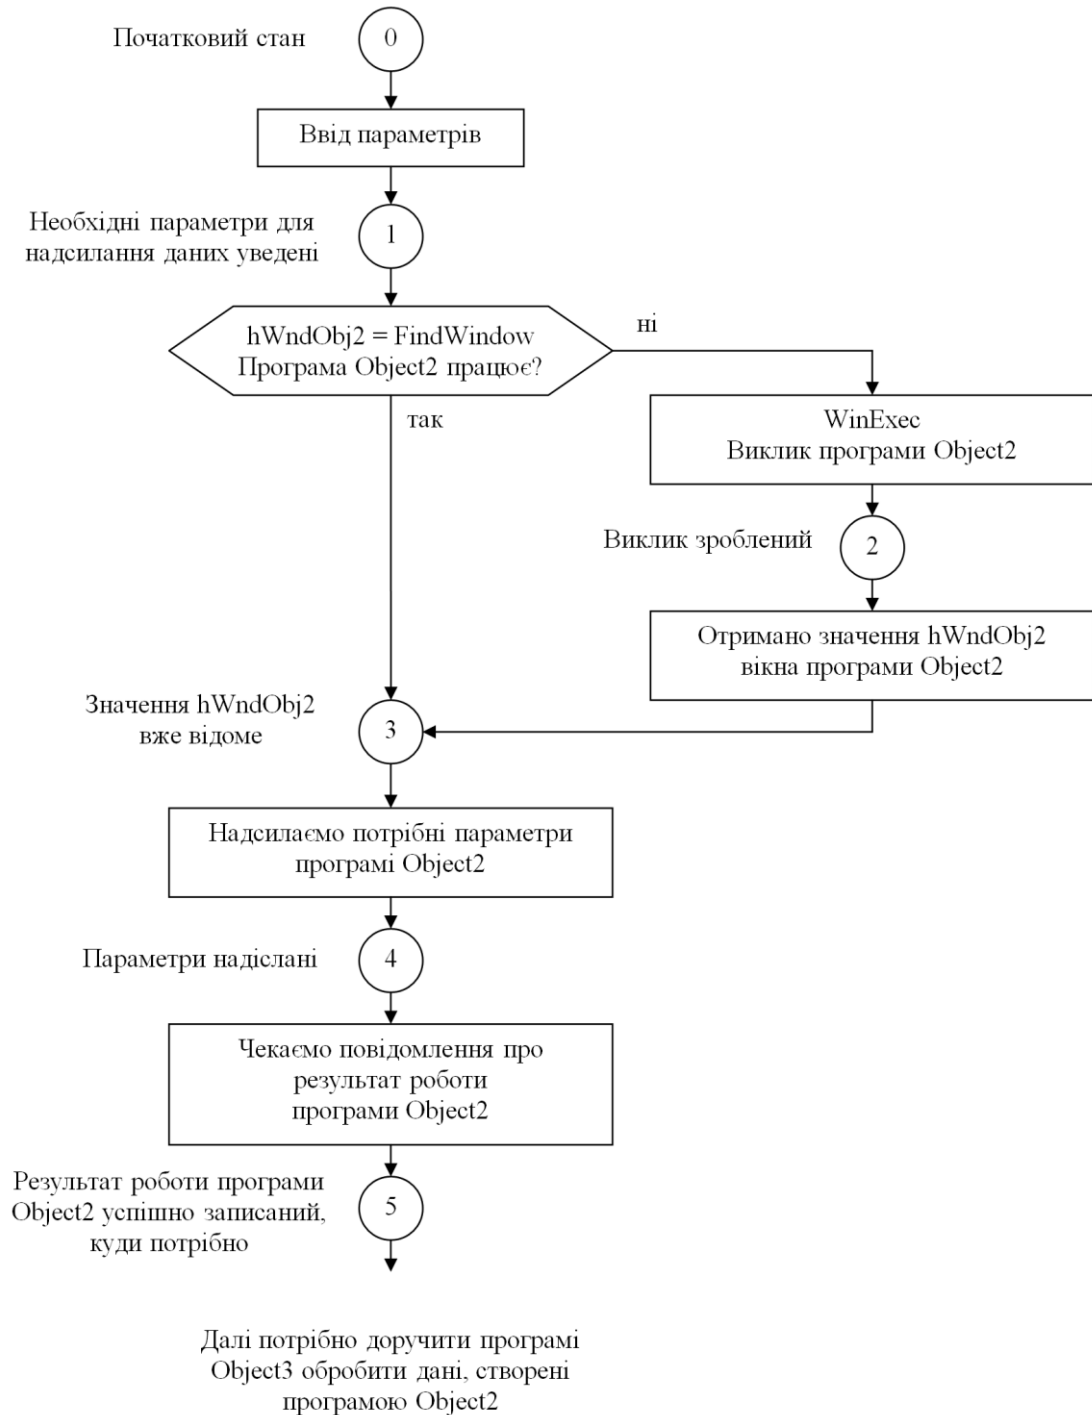 Початковий стан
0
Ввід параметрів
Необхідні параметри для
надсилання даних уведені
1
hWndObj2 = FindWindow
Програма Object2 працює?
ні
так
WinExec
Виклик програми Object2
Виклик зроблений
2
Отримано значення hWndObj2
вікна програми Object2
Значення hWndObj2
вже відоме
3
Надсилаємо потрібні параметри
програмі Object2
Параметри надіслані
4
Чекаємо повідомлення про
результат роботи
програми Object2
Результат роботи програми
Object2 успішно записаний,
куди потрібно
5
Далі потрібно доручити програмі
Object3 обробити дані, створені
програмою Object2